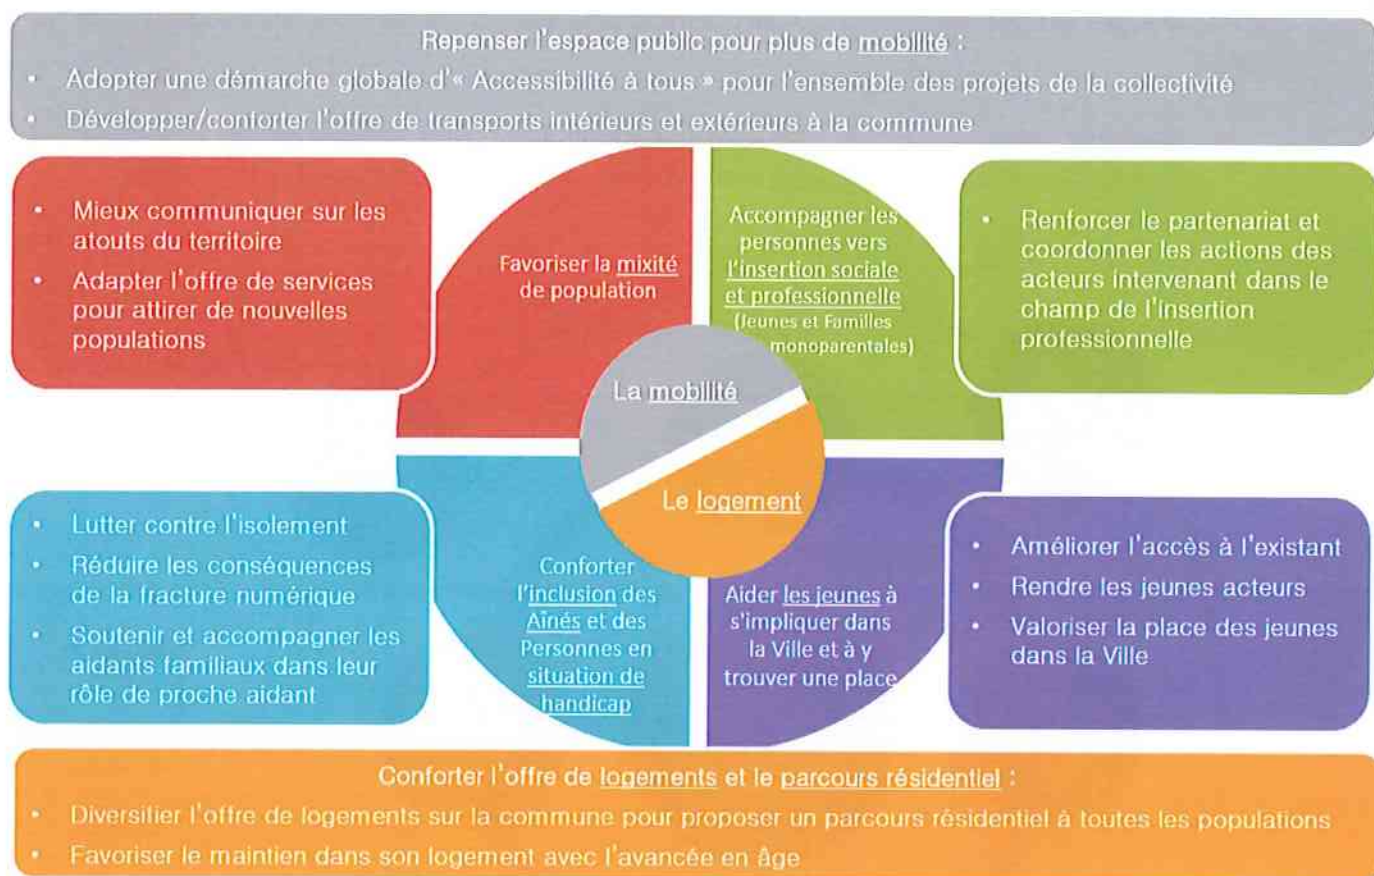 Repenser l'espace public pour plus de mobilité :
• Adopter une démarche globale d'« Accessibilité à tous » pour l'ensemble des projets de la collectivité
• Développer/conforter l'offre de transports intérieurs et extérieurs à la commune
• Mieux communiquer sur les
atouts du territoire
• Adapter l'offre de services
pour attirer de nouvelles
populations
Favoriser la mixité
de population
Accompagner les
personnes vers
l'insertion sociale
et professionnelle
(Jeunes et Familles
monoparentales)
• Renforcer le partenariat et
coordonner les actions des
acteurs intervenant dans le
champ de l'insertion
professionnelle
La mobilité
Le logement
• Lutter contre l'isolement
• Réduire les conséquences
de la fracture numérique
• Soutenir et accompagner les
aidants familiaux dans leur
rôle de proche aidant
Conforter
l'inclusion des
Aînés et des
Personnes en
situation de
handicap
Aider les jeunes à
s'impliquer dans
la Ville et à y
trouver une place
• Améliorer l'accès à l'existant
• Rendre les jeunes acteurs
• Valoriser la place des jeunes
dans la Ville
Conforter l'offre de logements et le parcours résidentiel :
• Diversifier l'offre de logements sur la commune pour proposer un parcours résidentiel à toutes les populations
• Favoriser le maintien dans son logement avec l'avancée en âge